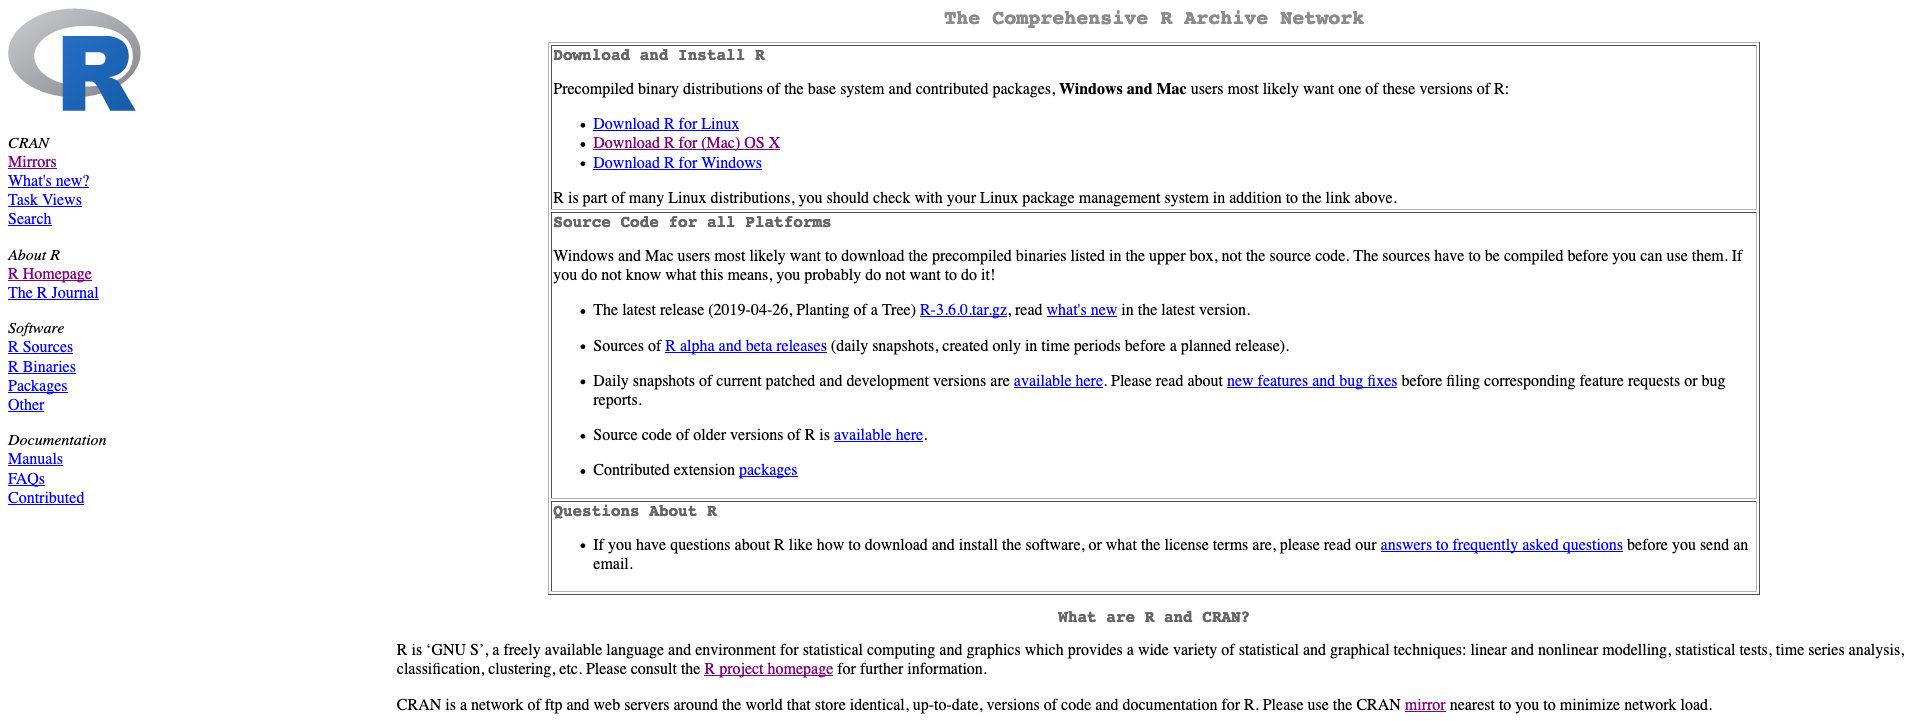 R
CRAN
Mirrors
What's new?
Task Views
Search
About R
R Homepage
The R Journal
Software
R Sources
R Binaries
Packages
Other
Documentation
Manuals
FAQs
Contributed
The Comprehensive R Archive Network
Download and Install R
Precompiled binary distributions of the base system and contributed packages, Windows and Mac users most likely want one of these versions of R:
• Download R for Linux
• Download R for (Mac) OS X
• Download R for Windows
R is part of many Linux distributions, you should check with your Linux package management system in addition to the link above.
Source Code for all Platforms
Windows and Mac users most likely want to download the precompiled binaries listed in the upper box, not the source code. The sources have to be compiled before you can use them. If
you do not know what this means, you probably do not want to do it!
• The latest release (2019-04-26, Planting of a Tree) R-3.6.0.tar.gz, read what's new in the latest version.
• Sources of R alpha and beta releases (daily snapshots, created only in time periods before a planned release).
• Daily snapshots of current patched and development versions are available here. Please read about new features and bug fixes before filing corresponding feature requests or bug
reports.
• Source code of older versions of R is available here.
• Contributed extension packages
Questions About R
• If you have questions about R like how to download and install the software, or what the license terms are, please read our answers to frequently asked questions before you send an
email.
What are R and CRAN?
R is ‘GNU S’, a freely available language and environment for statistical computing and graphics which provides a wide variety of statistical and graphical techniques: linear and nonlinear modelling, statistical tests, time series analysis,
classification, clustering, etc. Please consult the R project homepage for further information.
CRAN is a network of ftp and web servers around the world that store identical, up-to-date, versions of code and documentation for R. Please use the CRAN mirror nearest to you to minimize network load.